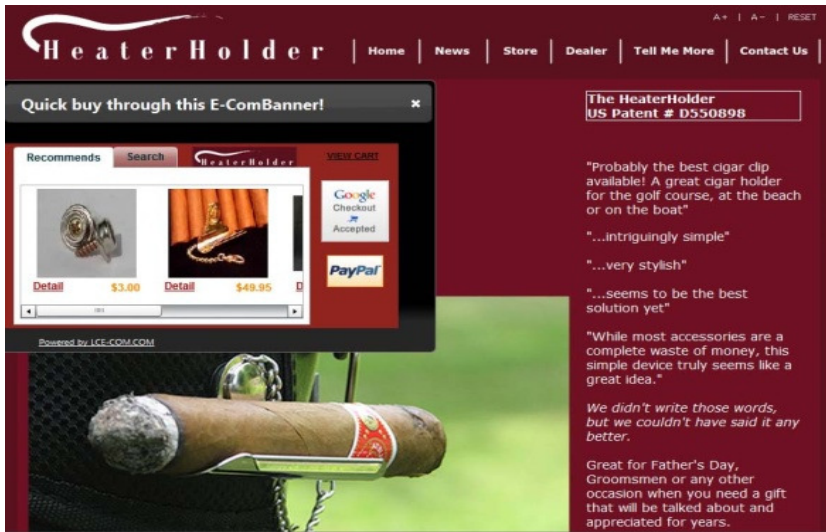 A+ | A- | RESET
HeaterHolder
Home | News | Store | Dealer | Tell Me More | Contact Us
Quick buy through this E-ComBanner!
Recommends
Search
HeaterHolder
VIEW CART
Detail
$3.00
Detail
$49.95
D
Google
Checkout
Accepted
PayPal
Powered by LCE-COM.COM
The HeaterHolder
US Patent # D550898
"Probably the best cigar clip
available! A great cigar holder
for the golf course, at the beach
or on the boat"
"...intriguingly simple"
"...very stylish"
"...seems to be the best
solution yet"
"While most accessories are a
complete waste of money, this
simple device truly seems like a
great idea."
We didn't write those words,
but we couldn't have said it any
better.
Great for Father's Day,
Groomsmen or any other
occasion when you need a gift
that will be talked about and
appreciated for years.